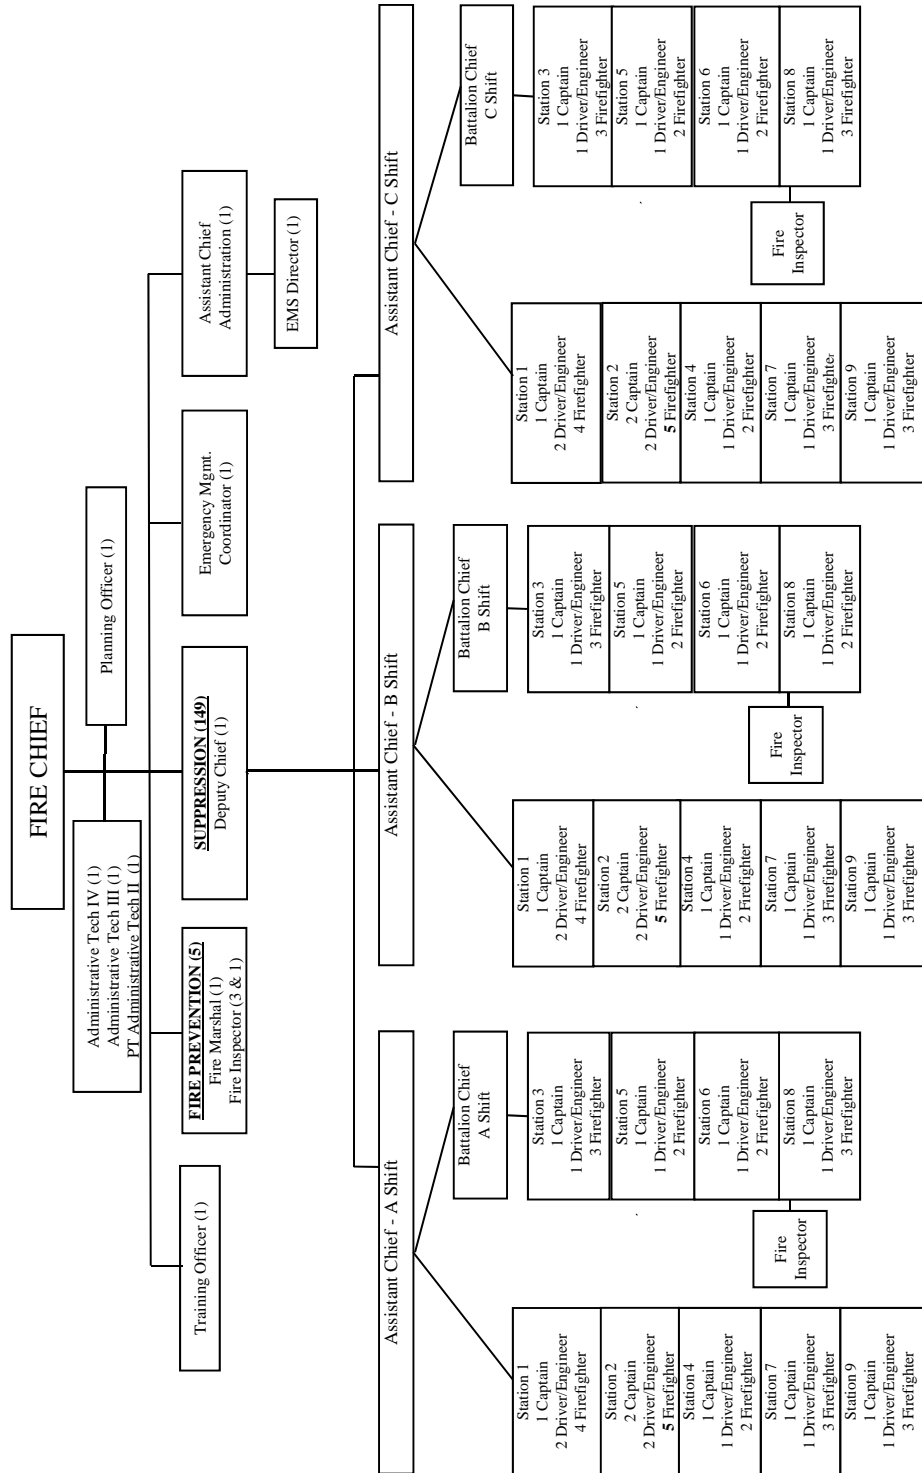 FIRE CHIEF
Administrative Tech IV (1)
Administrative Tech III (1)
PT Administrative Tech II (1)
Planning Officer (1)
Training Officer (1)
FIRE PREVENTION (5)
Fire Marshal (1)
Fire Inspector (3 & 1)
SUPPRESSION (149)
Deputy Chief (1)
Emergency Mgmt.
Coordinator (1)
Assistant Chief
Administration (1)
EMS Director (1)
Assistant Chief - A Shift
Assistant Chief - B Shift
Assistant Chief - C Shift
Station 1
1 Captain
2 Driver/Engineer
4 Firefighter
Station 2
2 Captain
2 Driver/Engineer
5 Firefighter
Station 4
1 Captain
1 Driver/Engineer
2 Firefighter
Station 7
1 Captain
1 Driver/Engineer
3 Firefighter
Station 9
1 Captain
1 Driver/Engineer
3 Firefighter
Battalion Chief
A Shift
Station 3
1 Captain
1 Driver/Engineer
3 Firefighter
Station 5
1 Captain
1 Driver/Engineer
2 Firefighter
Station 6
1 Captain
1 Driver/Engineer
2 Firefighter
Station 8
1 Captain
1 Driver/Engineer
3 Firefighter
Fire
Inspector
Station 1
1 Captain
2 Driver/Engineer
4 Firefighter
Station 2
2 Captain
2 Driver/Engineer
5 Firefighter
Station 4
1 Captain
1 Driver/Engineer
2 Firefighter
Station 7
1 Captain
1 Driver/Engineer
3 Firefighter
Station 9
1 Captain
1 Driver/Engineer
3 Firefighter
Battalion Chief
B Shift
Station 3
1 Captain
1 Driver/Engineer
3 Firefighter
Station 5
1 Captain
1 Driver/Engineer
2 Firefighter
Station 6
1 Captain
1 Driver/Engineer
2 Firefighter
Station 8
1 Captain
1 Driver/Engineer
2 Firefighter
Fire
Inspector
Station 1
1 Captain
2 Driver/Engineer
4 Firefighter
Station 2
2 Captain
2 Driver/Engineer
5 Firefighter
Station 4
1 Captain
1 Driver/Engineer
2 Firefighter
Station 7
1 Captain
1 Driver/Engineer
3 Firefighter
Station 9
1 Captain
1 Driver/Engineer
3 Firefighter
Battalion Chief
C Shift
Station 3
1 Captain
1 Driver/Engineer
3 Firefighter
Station 5
1 Captain
1 Driver/Engineer
2 Firefighter
Station 6
1 Captain
1 Driver/Engineer
2 Firefighter
Station 8
1 Captain
1 Driver/Engineer
3 Firefighter
Fire
Inspector